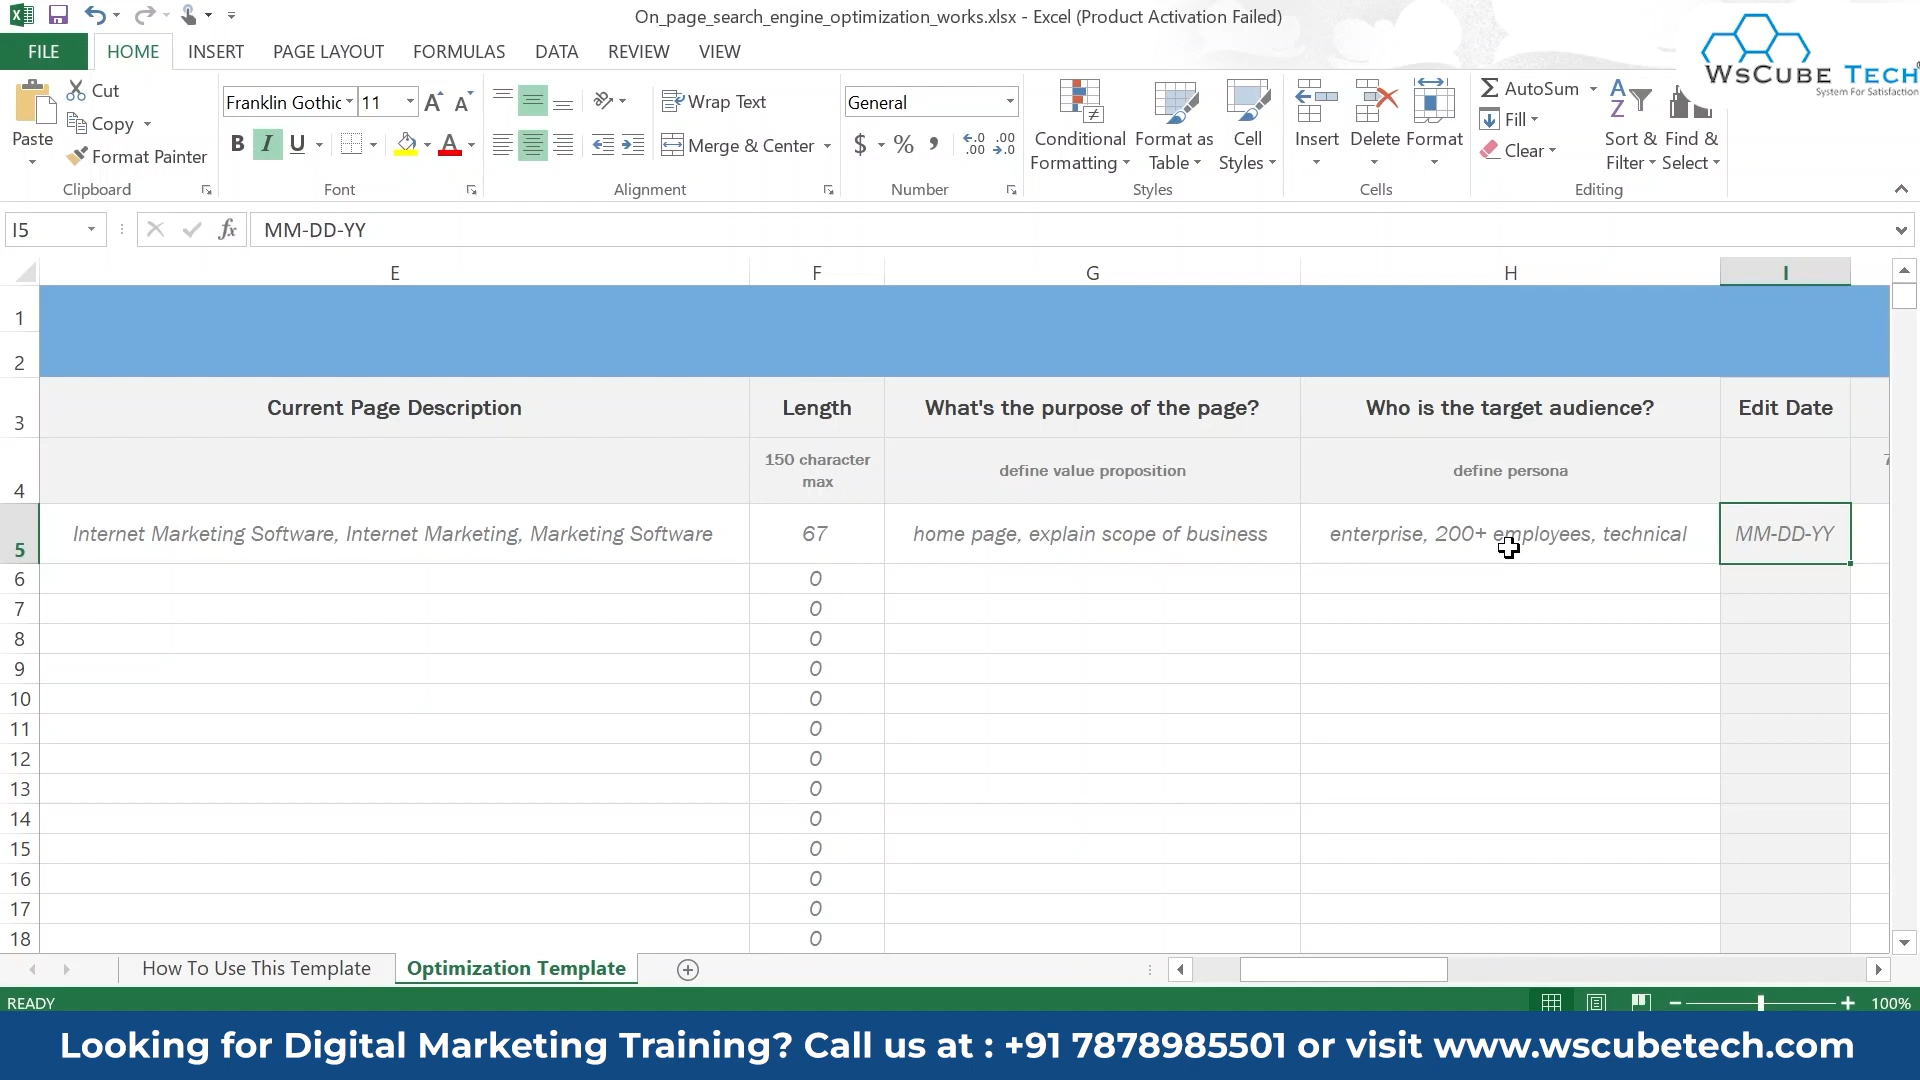 On_page_search_engine_optimization_works.xlsx - Excel (Product Activation Failed)
FILE HOME INSERT PAGE LAYOUT FORMULAS DATA REVIEW VIEW
WsCube Tech
System For Satisfaction
Paste
Cut
Copy
Format Painter
Clipboard
Franklin Gothic 11
B I U
Font
Wrap Text
Merge & Center
Alignment
General
$ % ,
Number
Conditional Formatting
Format as Table
Cell Styles
Styles
Insert
Delete
Format
Cells
AutoSum
Fill
Clear
Sort & Filter
Find & Select
Editing
I5 fx MM-DD-YY
E F G H I
1
2
3 Current Page Description Length What's the purpose of the page? Who is the target audience? Edit Date
4 150 character max define value proposition define persona
5 Internet Marketing Software, Internet Marketing, Marketing Software 67 home page, explain scope of business enterprise, 200+ employees, technical MM-DD-YY
6 0
7 0
8 0
9 0
10 0
11 0
12 0
13 0
14 0
15 0
16 0
17 0
18 0
How To Use This Template Optimization Template
READY 100%
Looking for Digital Marketing Training? Call us at : +91 7878985501 or visit www.wscubetech.com